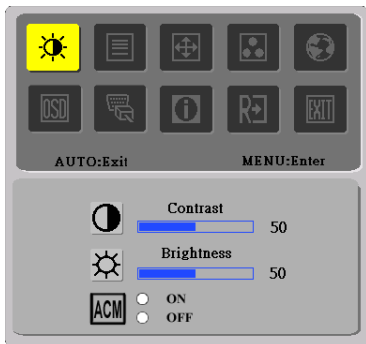 OSD
i
R
EXIT
AUTO:Exit MENU:Enter
Contrast
50
Brightness
50
ACM
ON
OFF